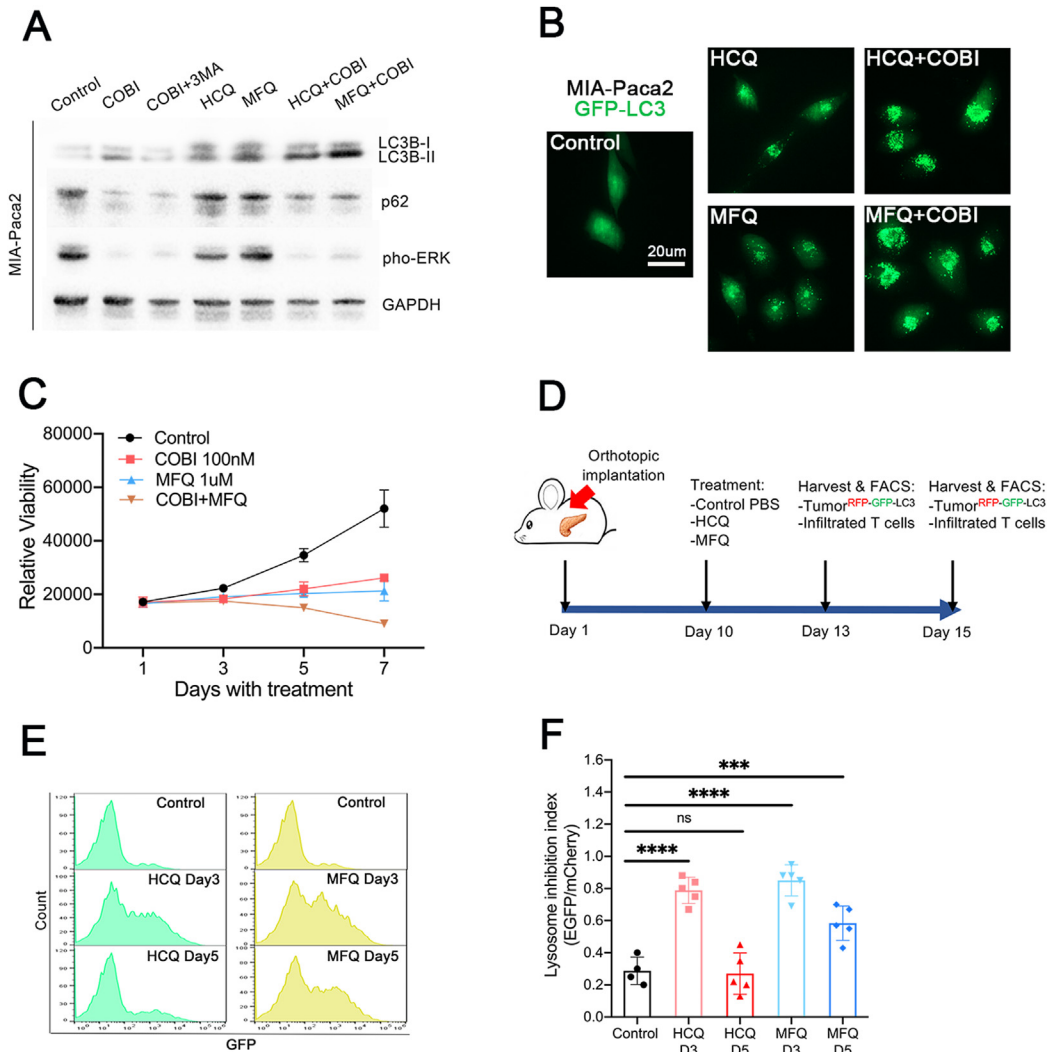 A
Control
COBI
COBI+3MA
HCQ
MFQ
HCQ+COBI
MFQ+COBI
MIA-Paca2
LC3B-I
LC3B-II
p62
pho-ERK
GAPDH
B
MIA-Paca2
GFP-LC3
Control
20um
HCQ
HCQ+COBI
MFQ
MFQ+COBI
C
Relative Viability
80000
60000
40000
20000
0
Control
COBI 100nM
MFQ 1uM
COBI+MFQ
1 3 5 7
Days with treatment
D
Orthotopic
implantation
Treatment:
-Control PBS
-HCQ
-MFQ
Harvest & FACS:
-TumorRFP-GFP-LC3
-Infiltrated T cells
Harvest & FACS:
-TumorRFP-GFP-LC3
-Infiltrated T cells
Day 1
Day 10
Day 13
Day 15
E
Count
Control
HCQ Day3
HCQ Day5
Control
MFQ Day3
MFQ Day5
GFP
F
Lysosome inhibition index
(EGFP/mCherry)
1.6
1.4
1.2
1.0
0.8
0.6
0.4
0.2
0.0
***
****
ns
****
Control
HCQ
D3
HCQ
D5
MFQ
D3
MFQ
D5